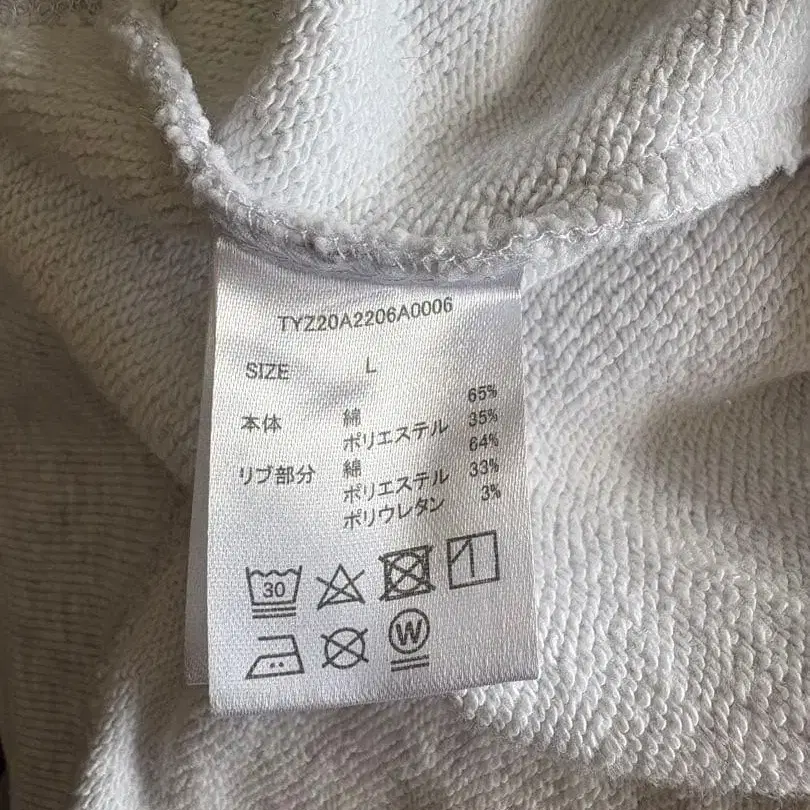 TYZ20A2206A0006
SIZE L
本体 綿 65%
ポリエステル 35%
リブ部分 綿 64%
ポリエステル 33%
ポリウレタン 3%
30
W